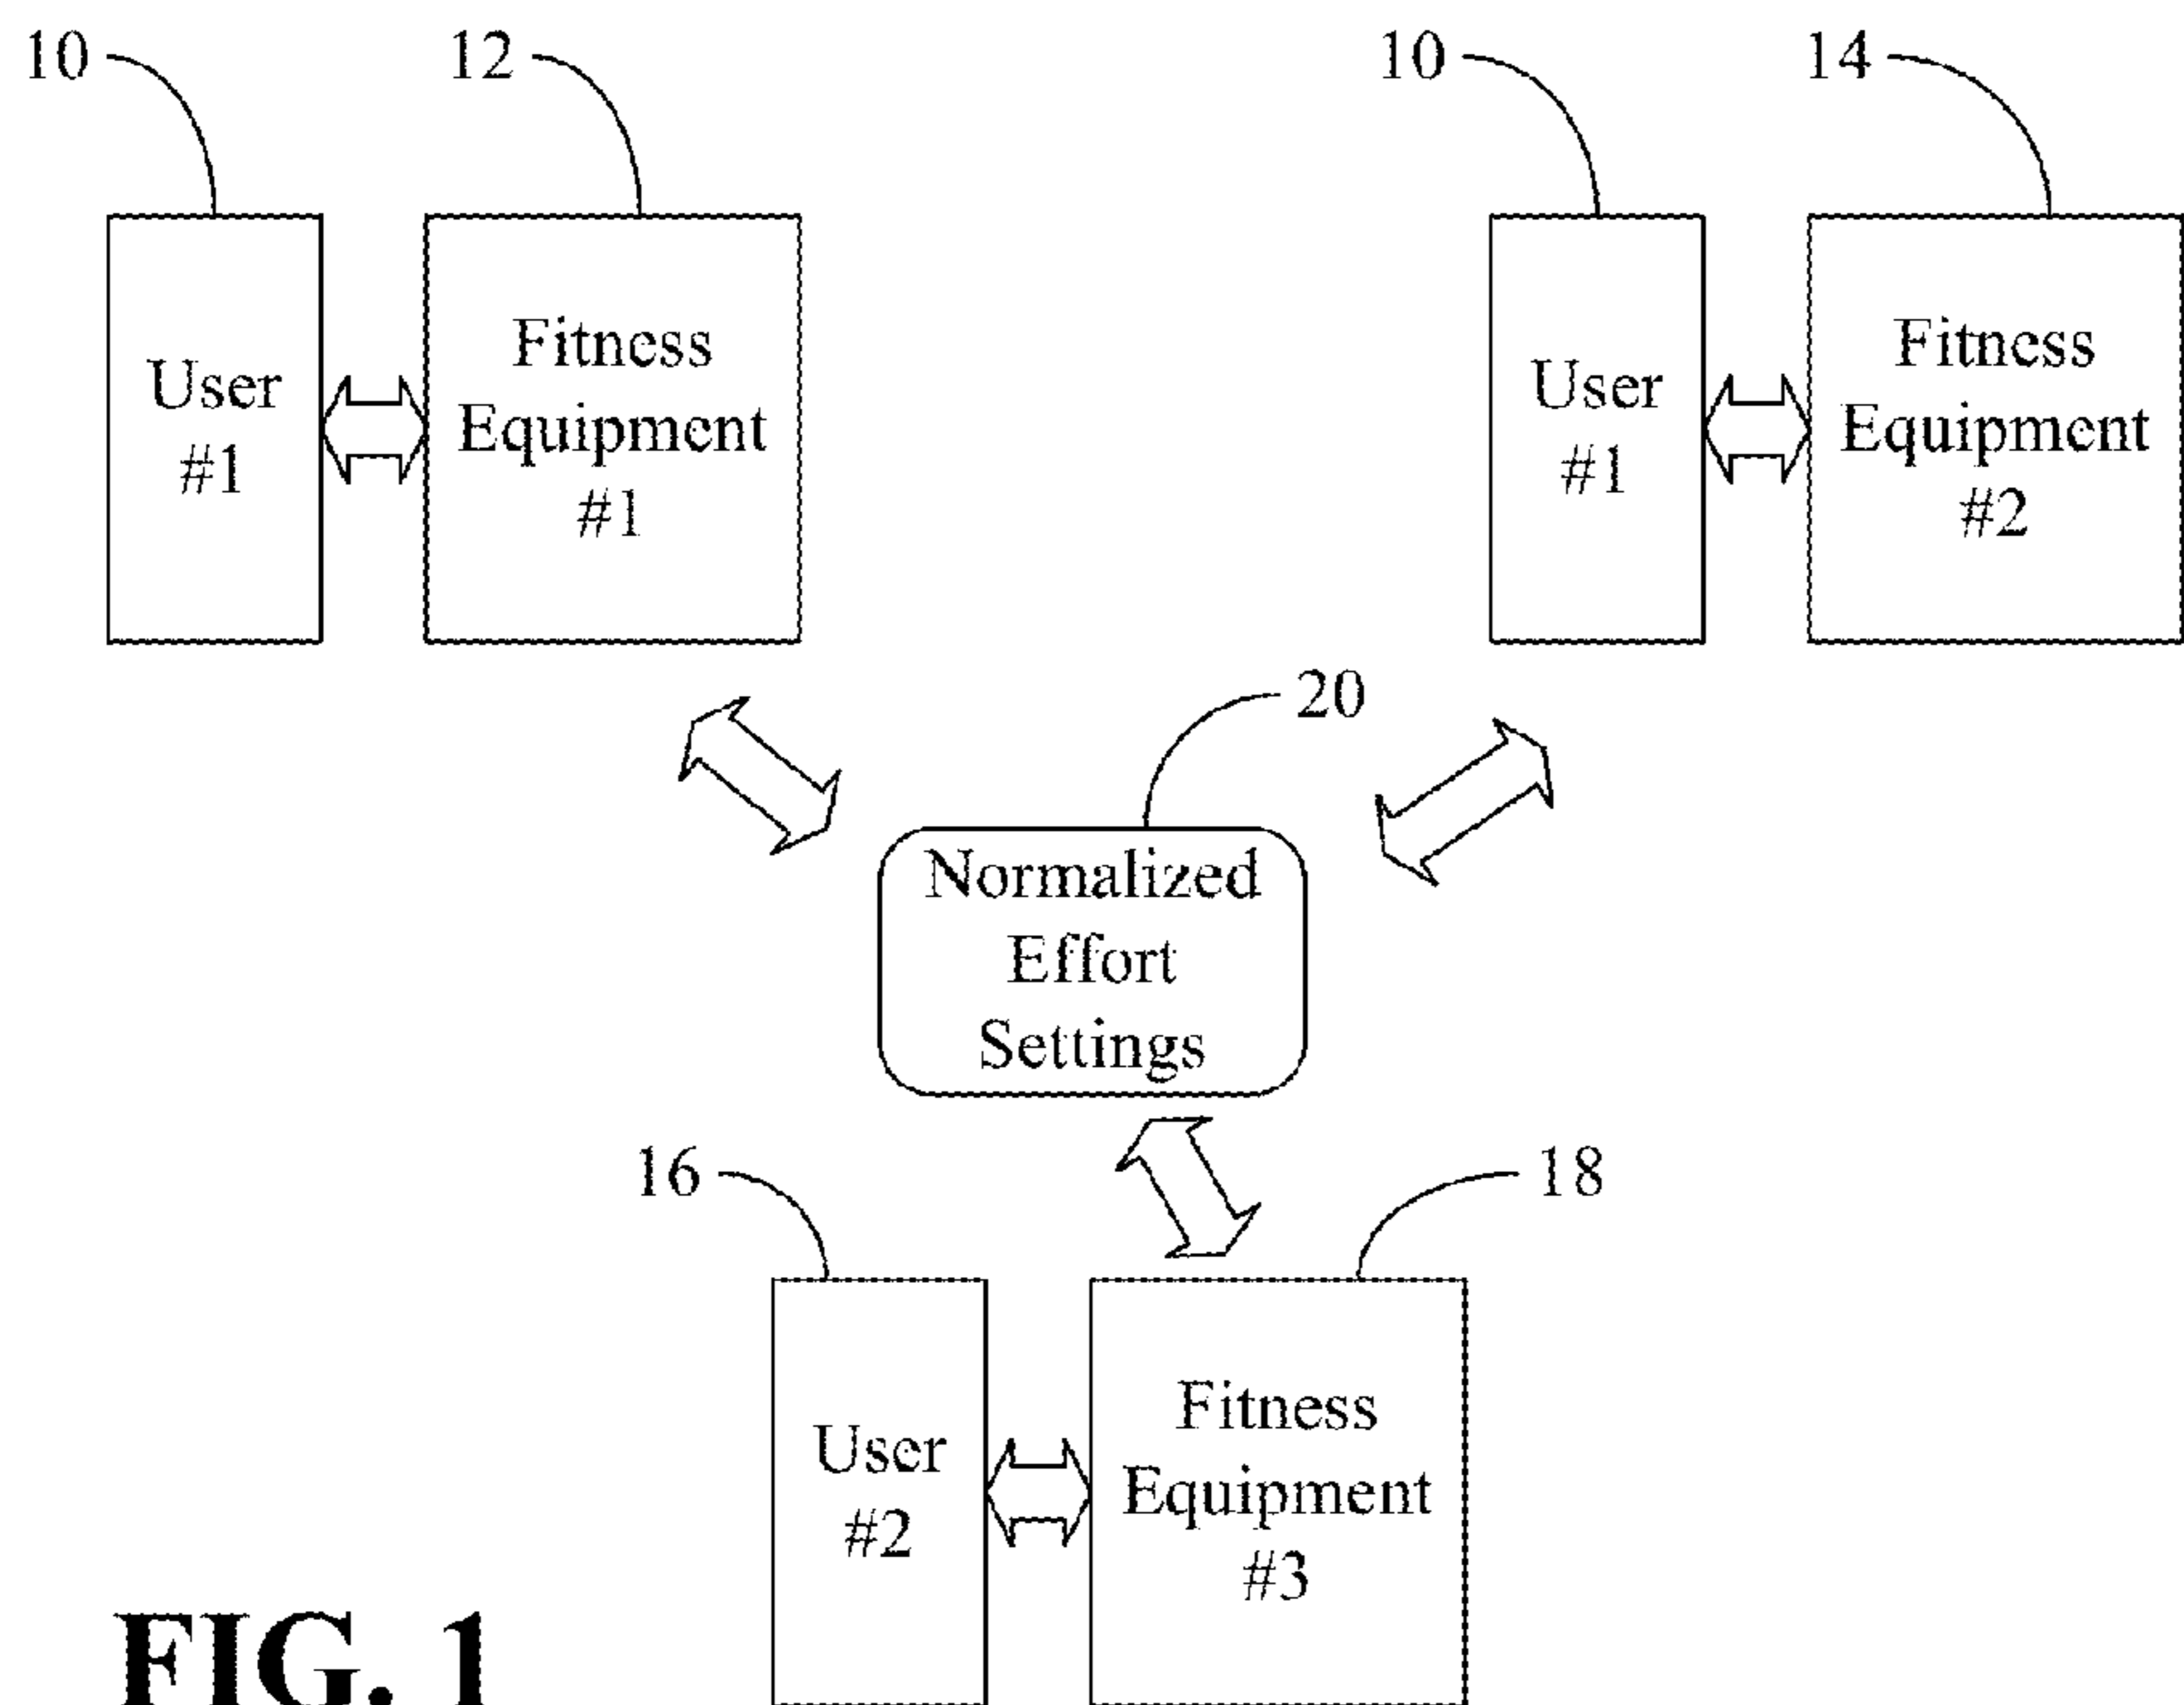 10
12
10
14
User
#1
Fitness
Equipment
#1
User
#1
Fitness
Equipment
#2
20
Normalized
Effort
Settings
16
18
User
#2
Fitness
Equipment
#3
FIG. 1